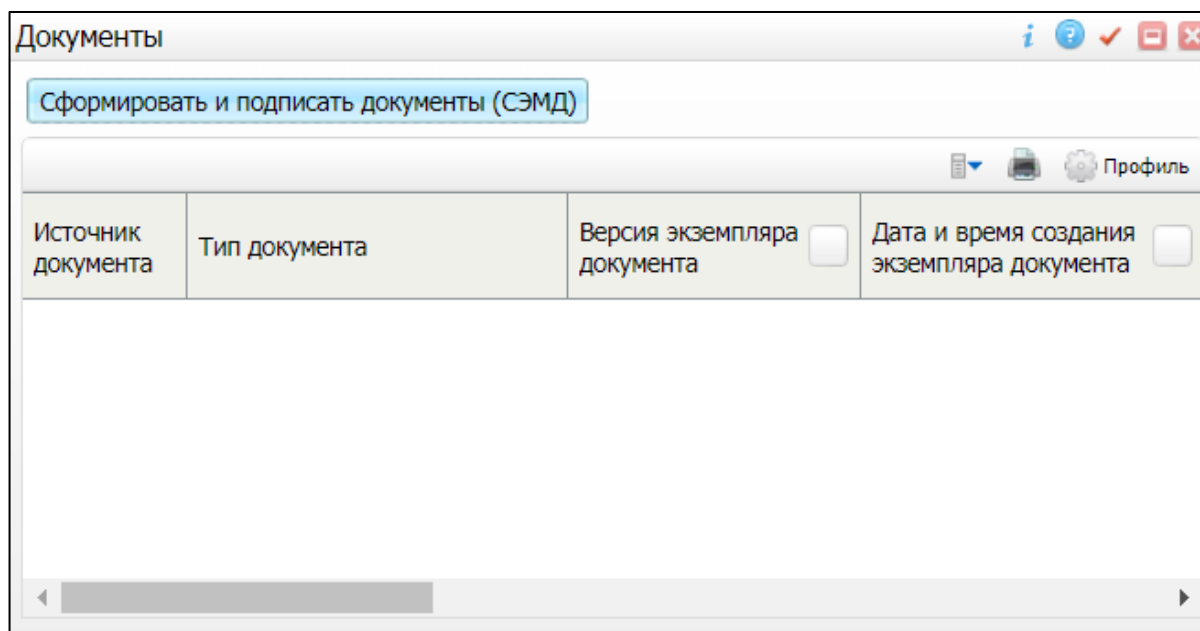 Документы
Сформировать и подписать документы (СЭМД)
Профиль
Источник
документа
Тип документа
Версия экземпляра
документа
Дата и время создания
экземпляра документа